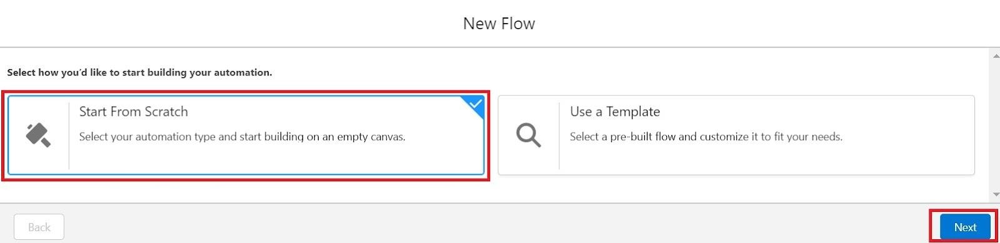 New Flow
Select how you'd like to start building your automation.
Start From Scratch
Select your automation type and start building on an empty canvas.
Use a Template
Select a pre-built flow and customize it to fit your needs.
Back
Next